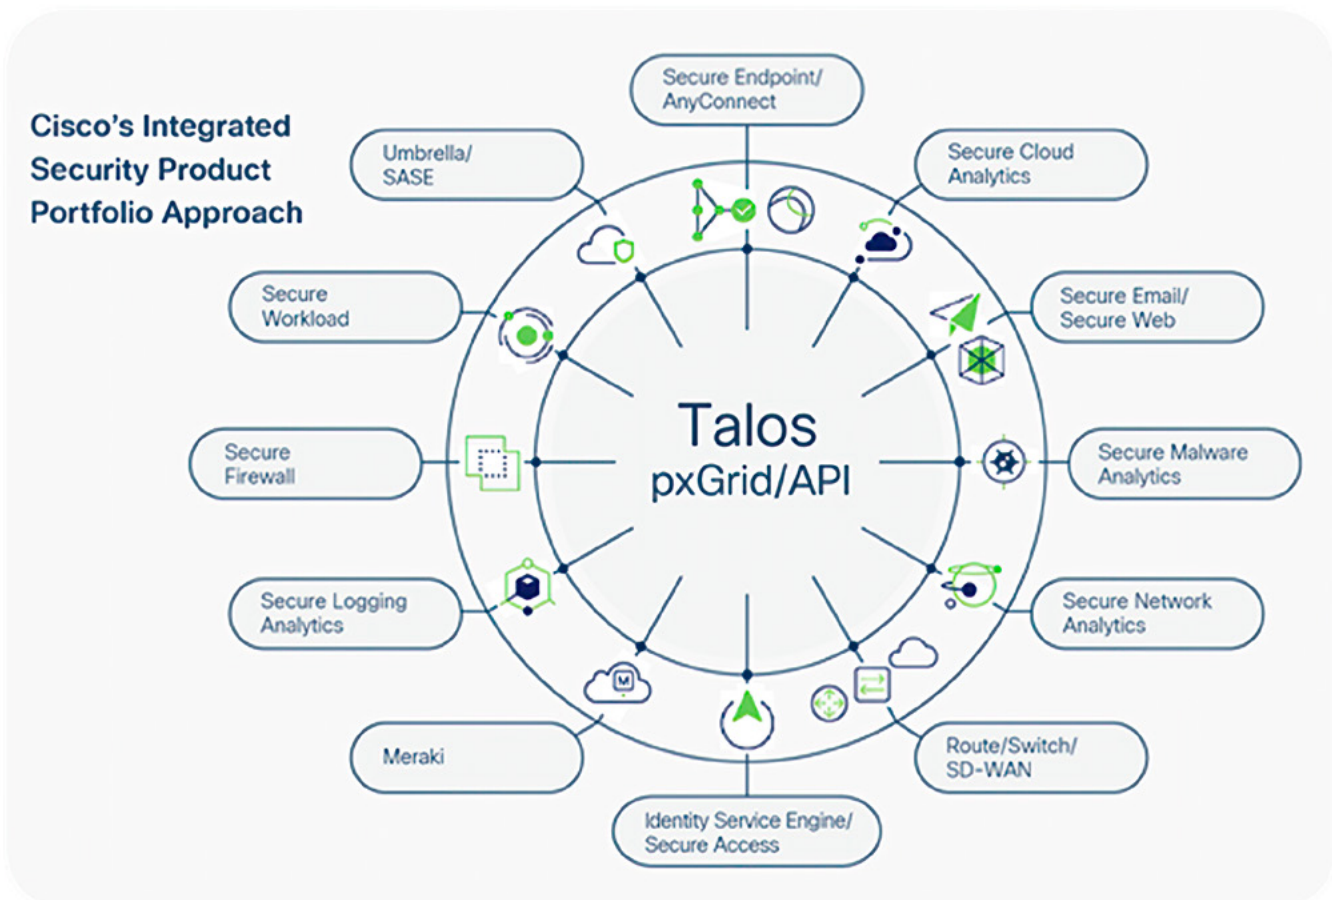 Cisco's Integrated
Security Product
Portfolio Approach
Secure Endpoint/
AnyConnect
Umbrella/
SASE
Secure Cloud
Analytics
Secure
Workload
Secure Email/
Secure Web
Talos
pxGrid/API
Secure
Firewall
Secure Malware
Analytics
Secure Logging
Analytics
Secure Network
Analytics
M
Meraki
Route/Switch/
SD-WAN
Identity Service Engine/
Secure Access